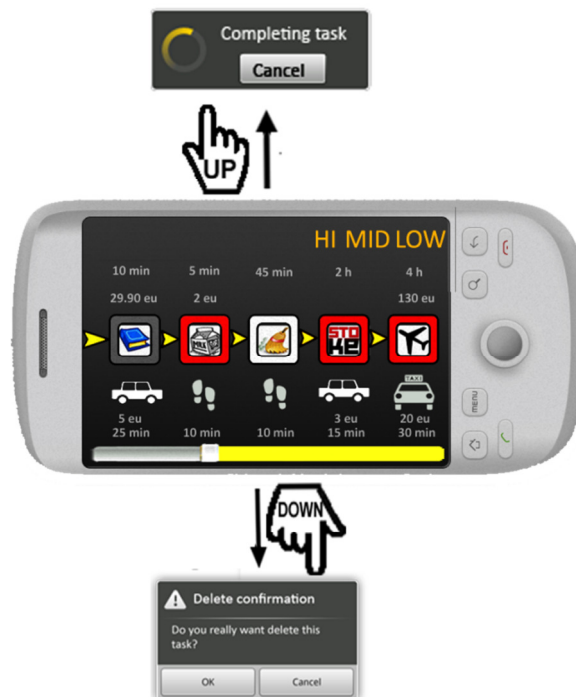 Completing task
Cancel
UP
HI MID LOW
10 min 5 min 45 min 2 h 4 h
29.90 eu 2 eu 130 eu
MILK STO
KE
TAXI
5 eu 3 eu 20 eu
25 min 10 min 10 min 15 min 30 min
menu
DOWN
Delete confirmation
Do you really want delete this
task?
OK Cancel